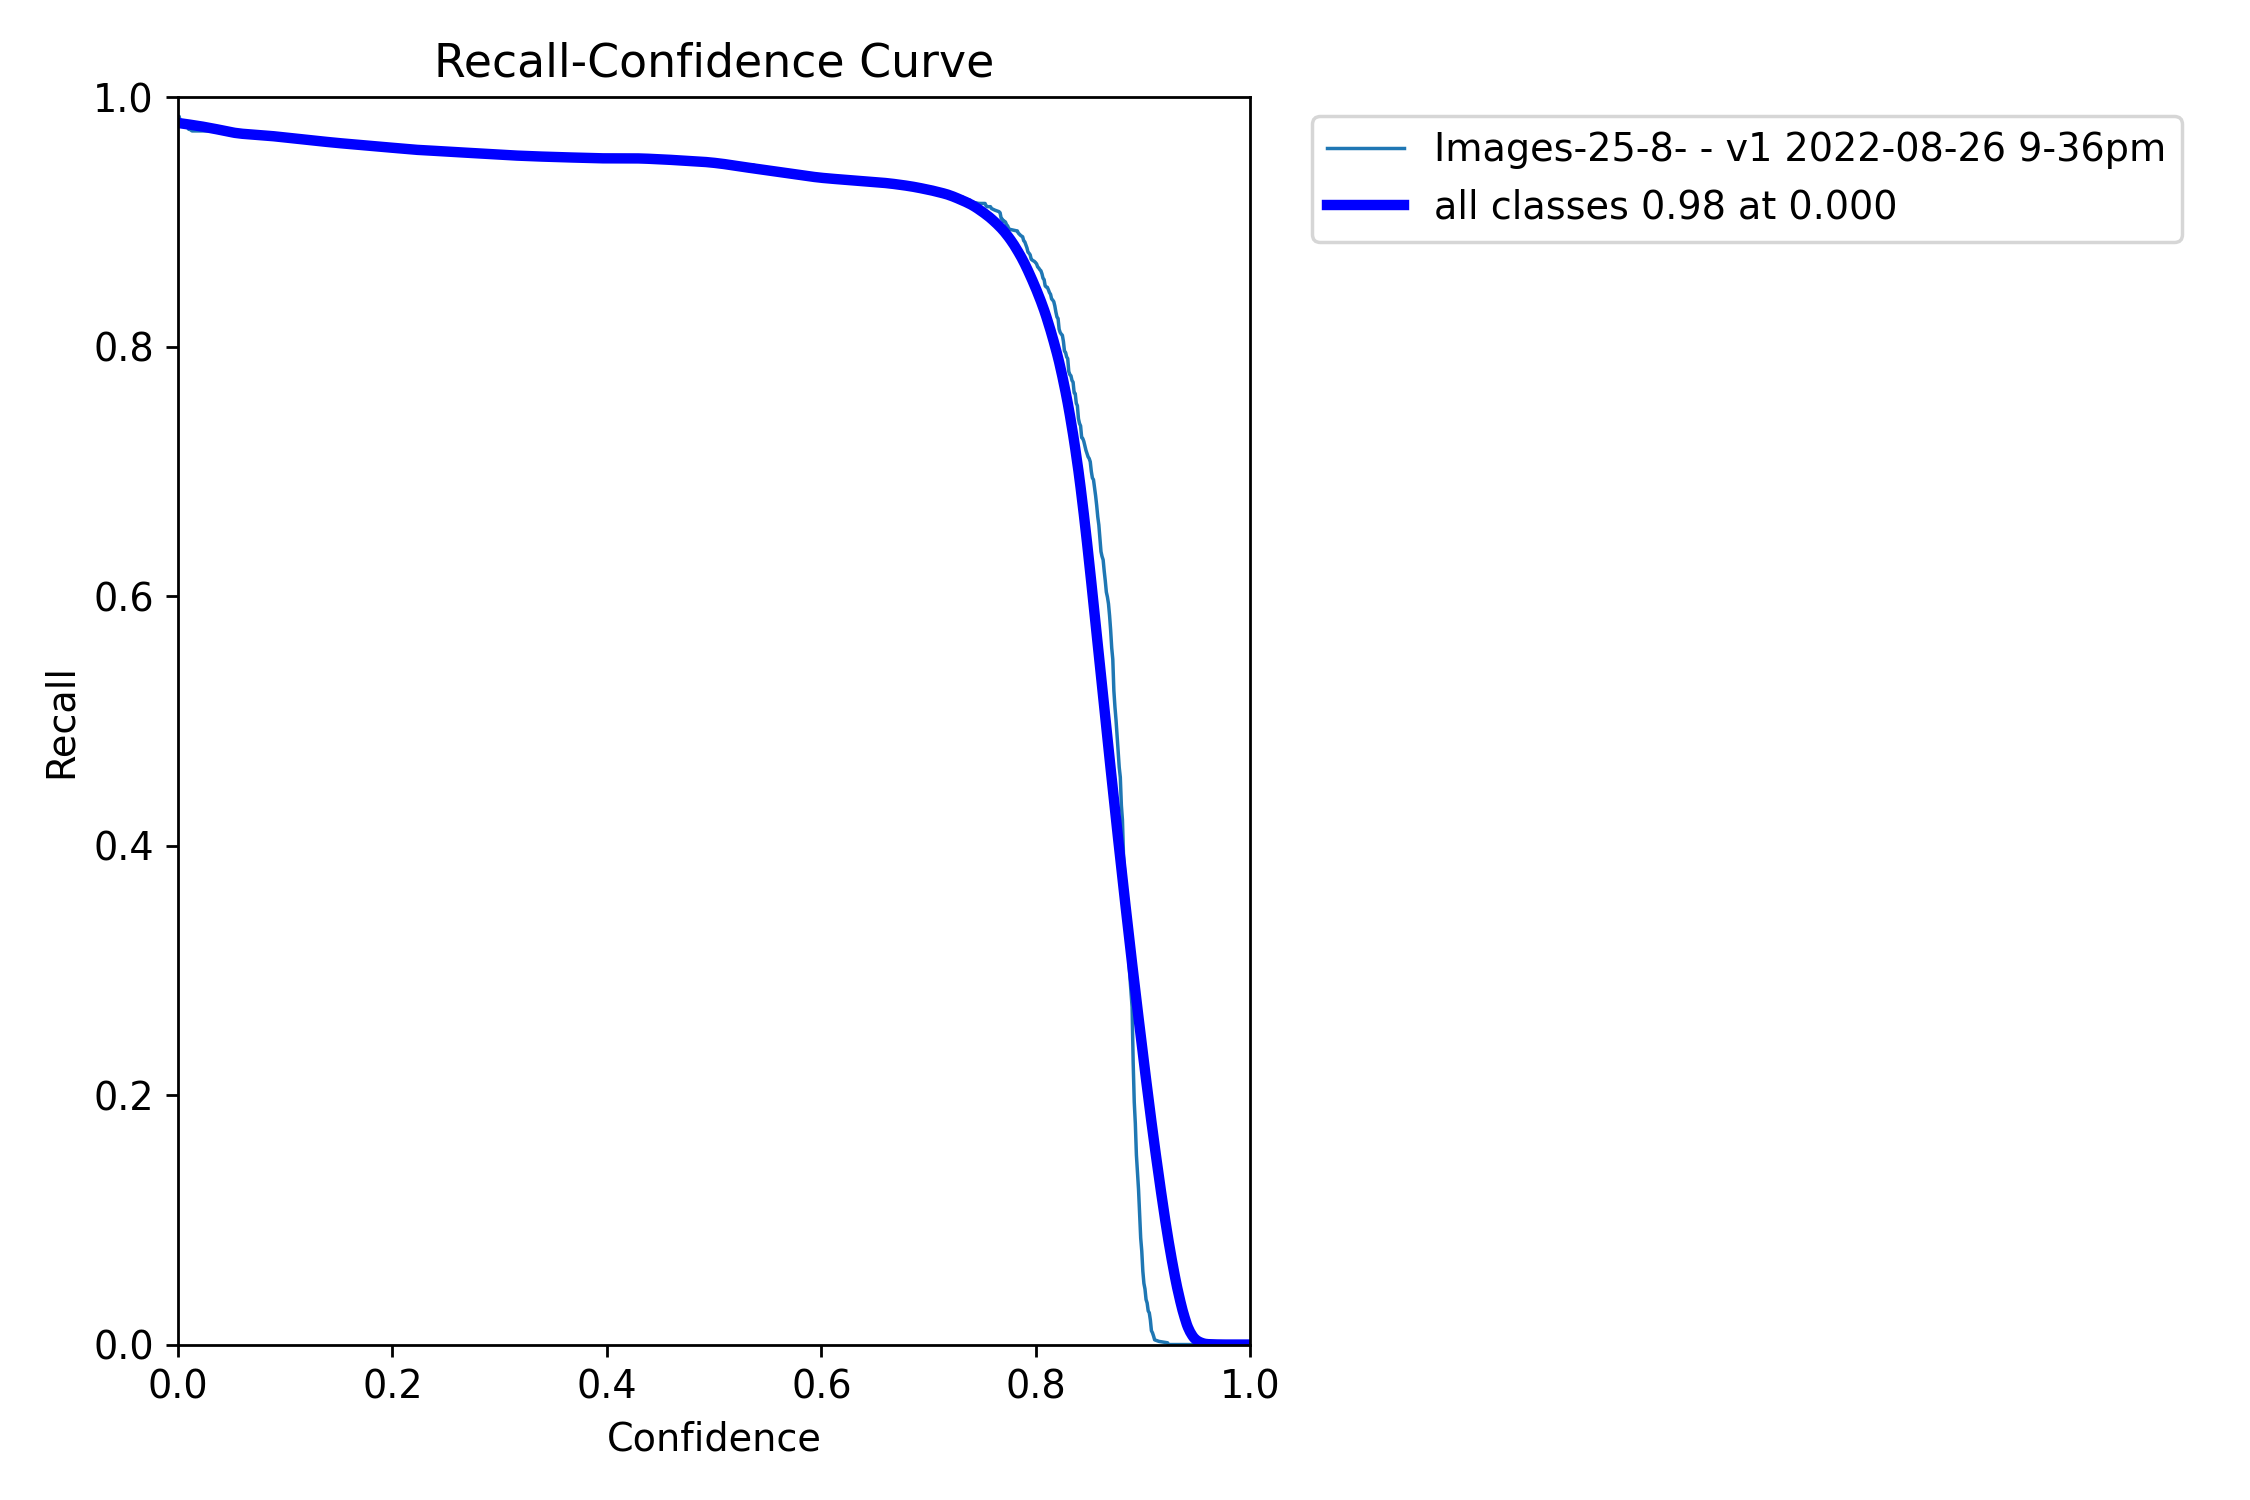 Recall-Confidence Curve
Images-25-8- - v1 2022-08-26 9-36pm
all classes 0.98 at 0.000
Recall
1.0
0.8
0.6
0.4
0.2
0.0
0.0 0.2 0.4 0.6 0.8 1.0
Confidence